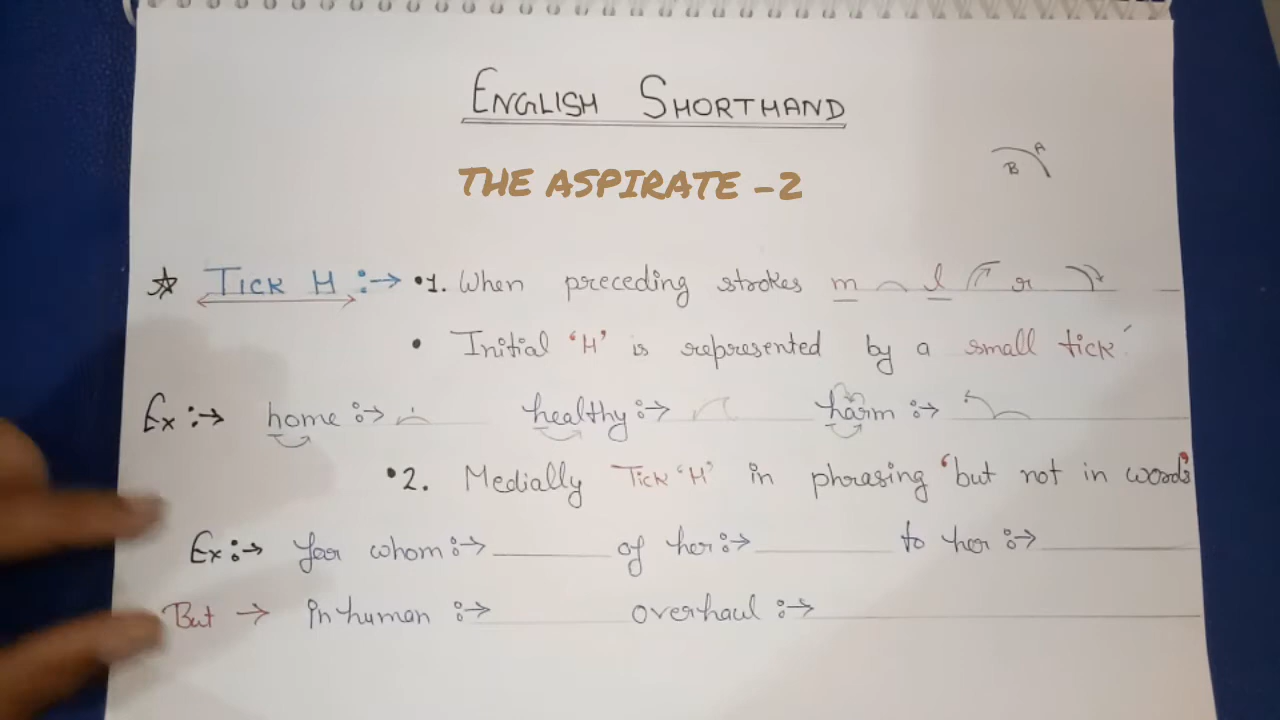 ENGLISH SHORTHAND
THE ASPIRATE -2
A
B
TICK H :→ •1. When preceding strokes m l r
• Initial 'H' is represented by a small tick
Ex :→ home :→ healthy :→ harm :→
•2. Medially Tick 'H' in phrasing 'but not in words'
Ex :→ for whom :→ of her :→ to her :→
But → inhuman :→ overhaul :→